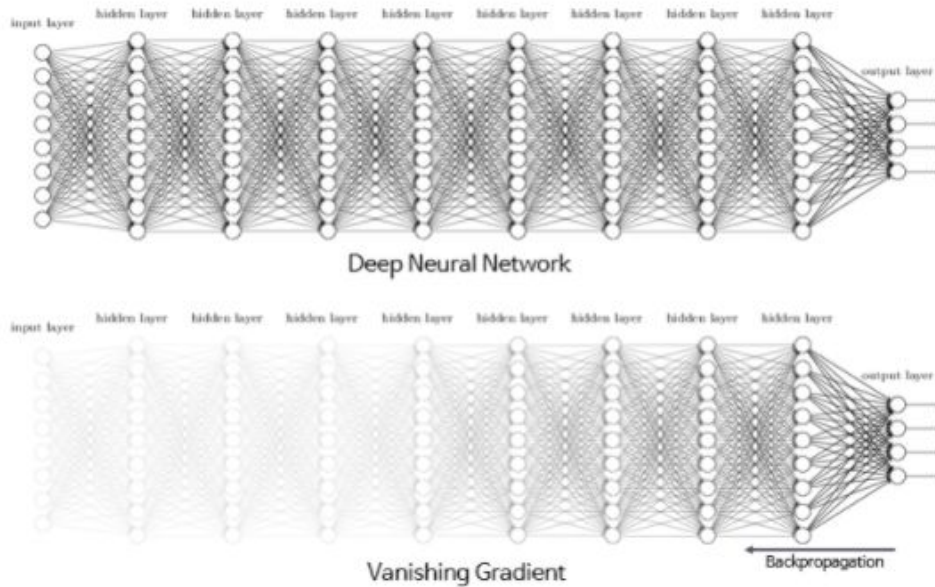 hidden layer hidden layer hidden layer hidden layer hidden layer hidden layer hidden layer hidden layer
input layer
output layer
Deep Neural Network
hidden layer hidden layer hidden layer hidden layer hidden layer hidden layer hidden layer hidden layer
input layer
output layer
Backpropagation
Vanishing Gradient